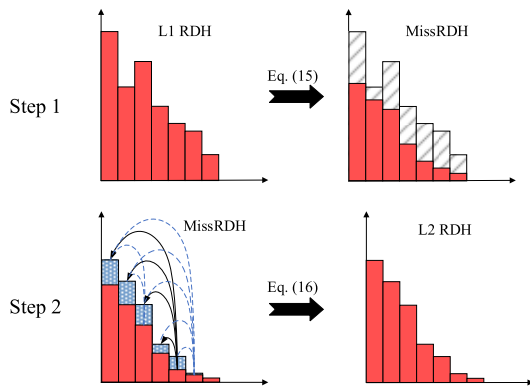 L1 RDH
MissRDH
Eq. (15)
Step 1
MissRDH
L2 RDH
Eq. (16)
Step 2